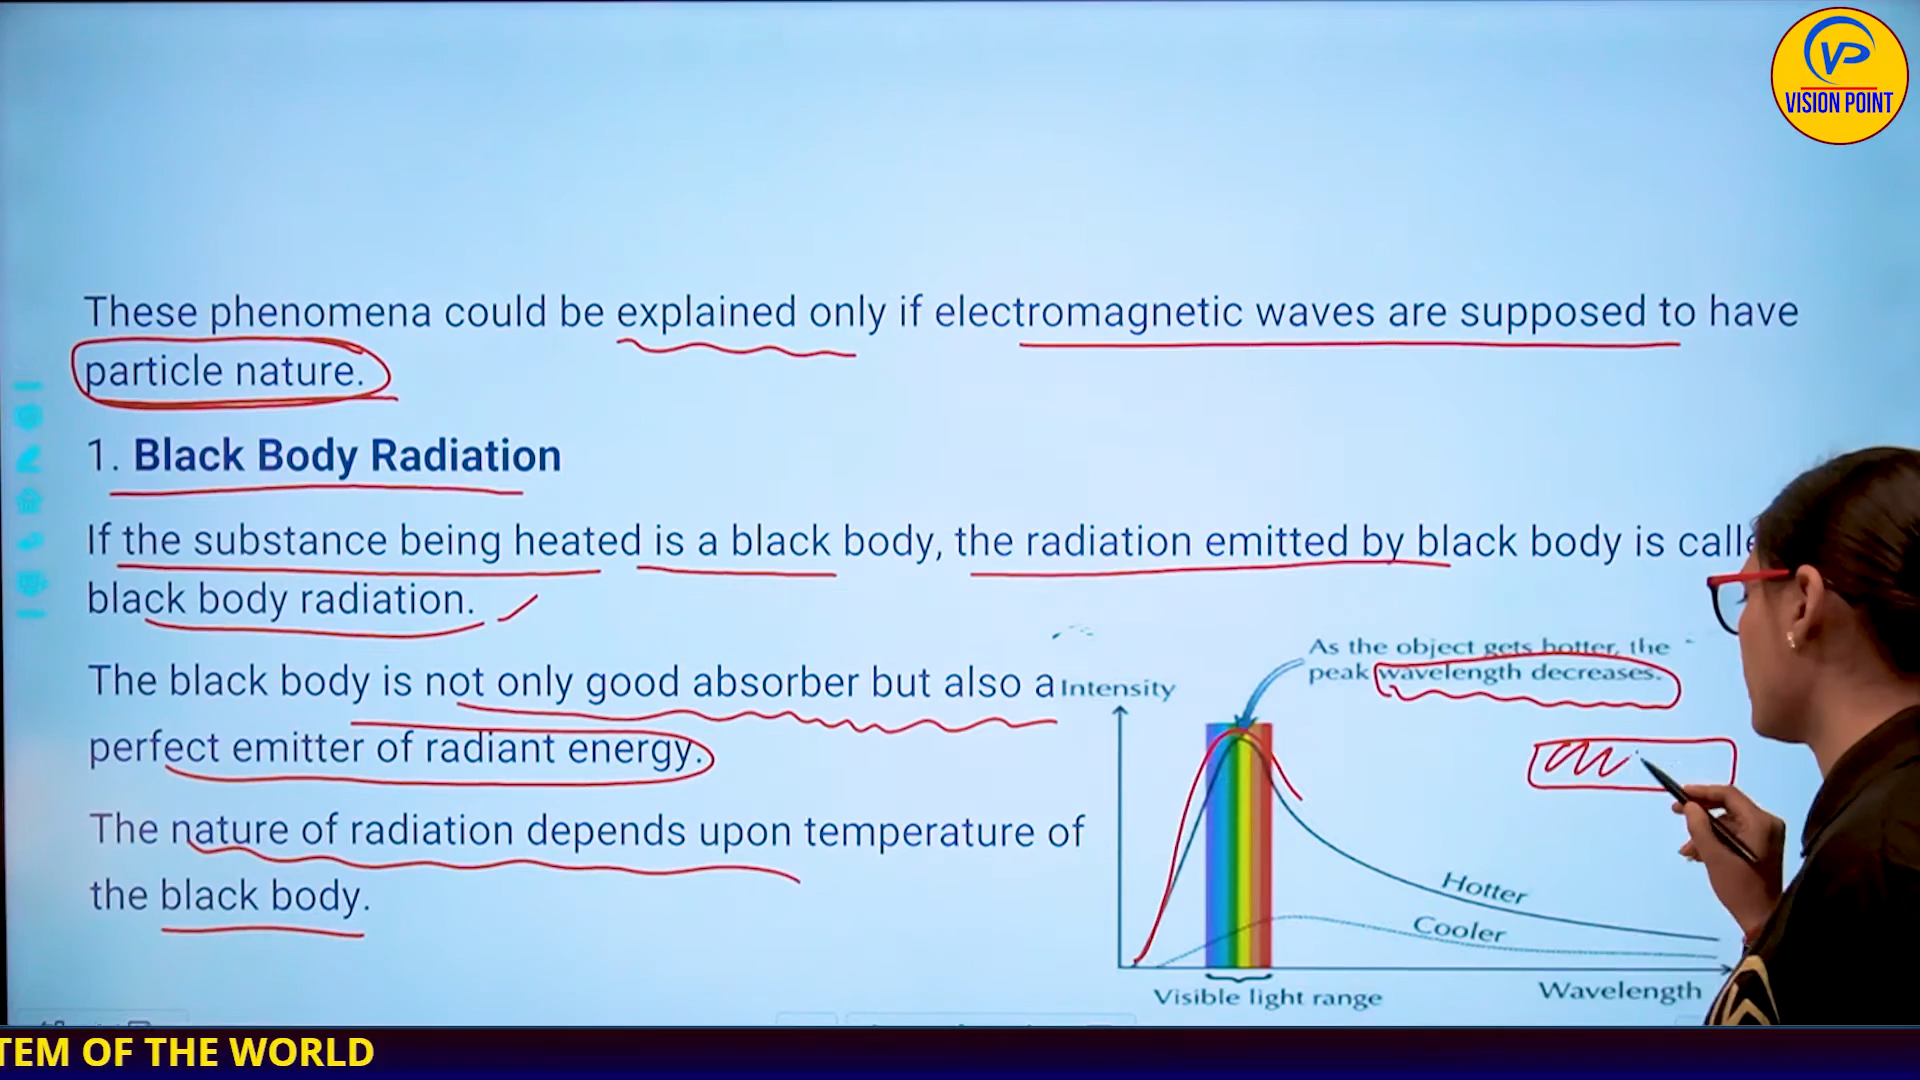 VP
VISION POINT
These phenomena could be explained only if electromagnetic waves are supposed to have
particle nature.
1. Black Body Radiation
If the substance being heated is a black body, the radiation emitted by black body is calle
black body radiation.
The black body is not only good absorber but also a
perfect emitter of radiant energy.
The nature of radiation depends upon temperature of
the black body.
As the object gets hotter, the
peak wavelength decreases.
Intensity
Hotter
Cooler
Visible light range
Wavelength
TEM OF THE WORLD